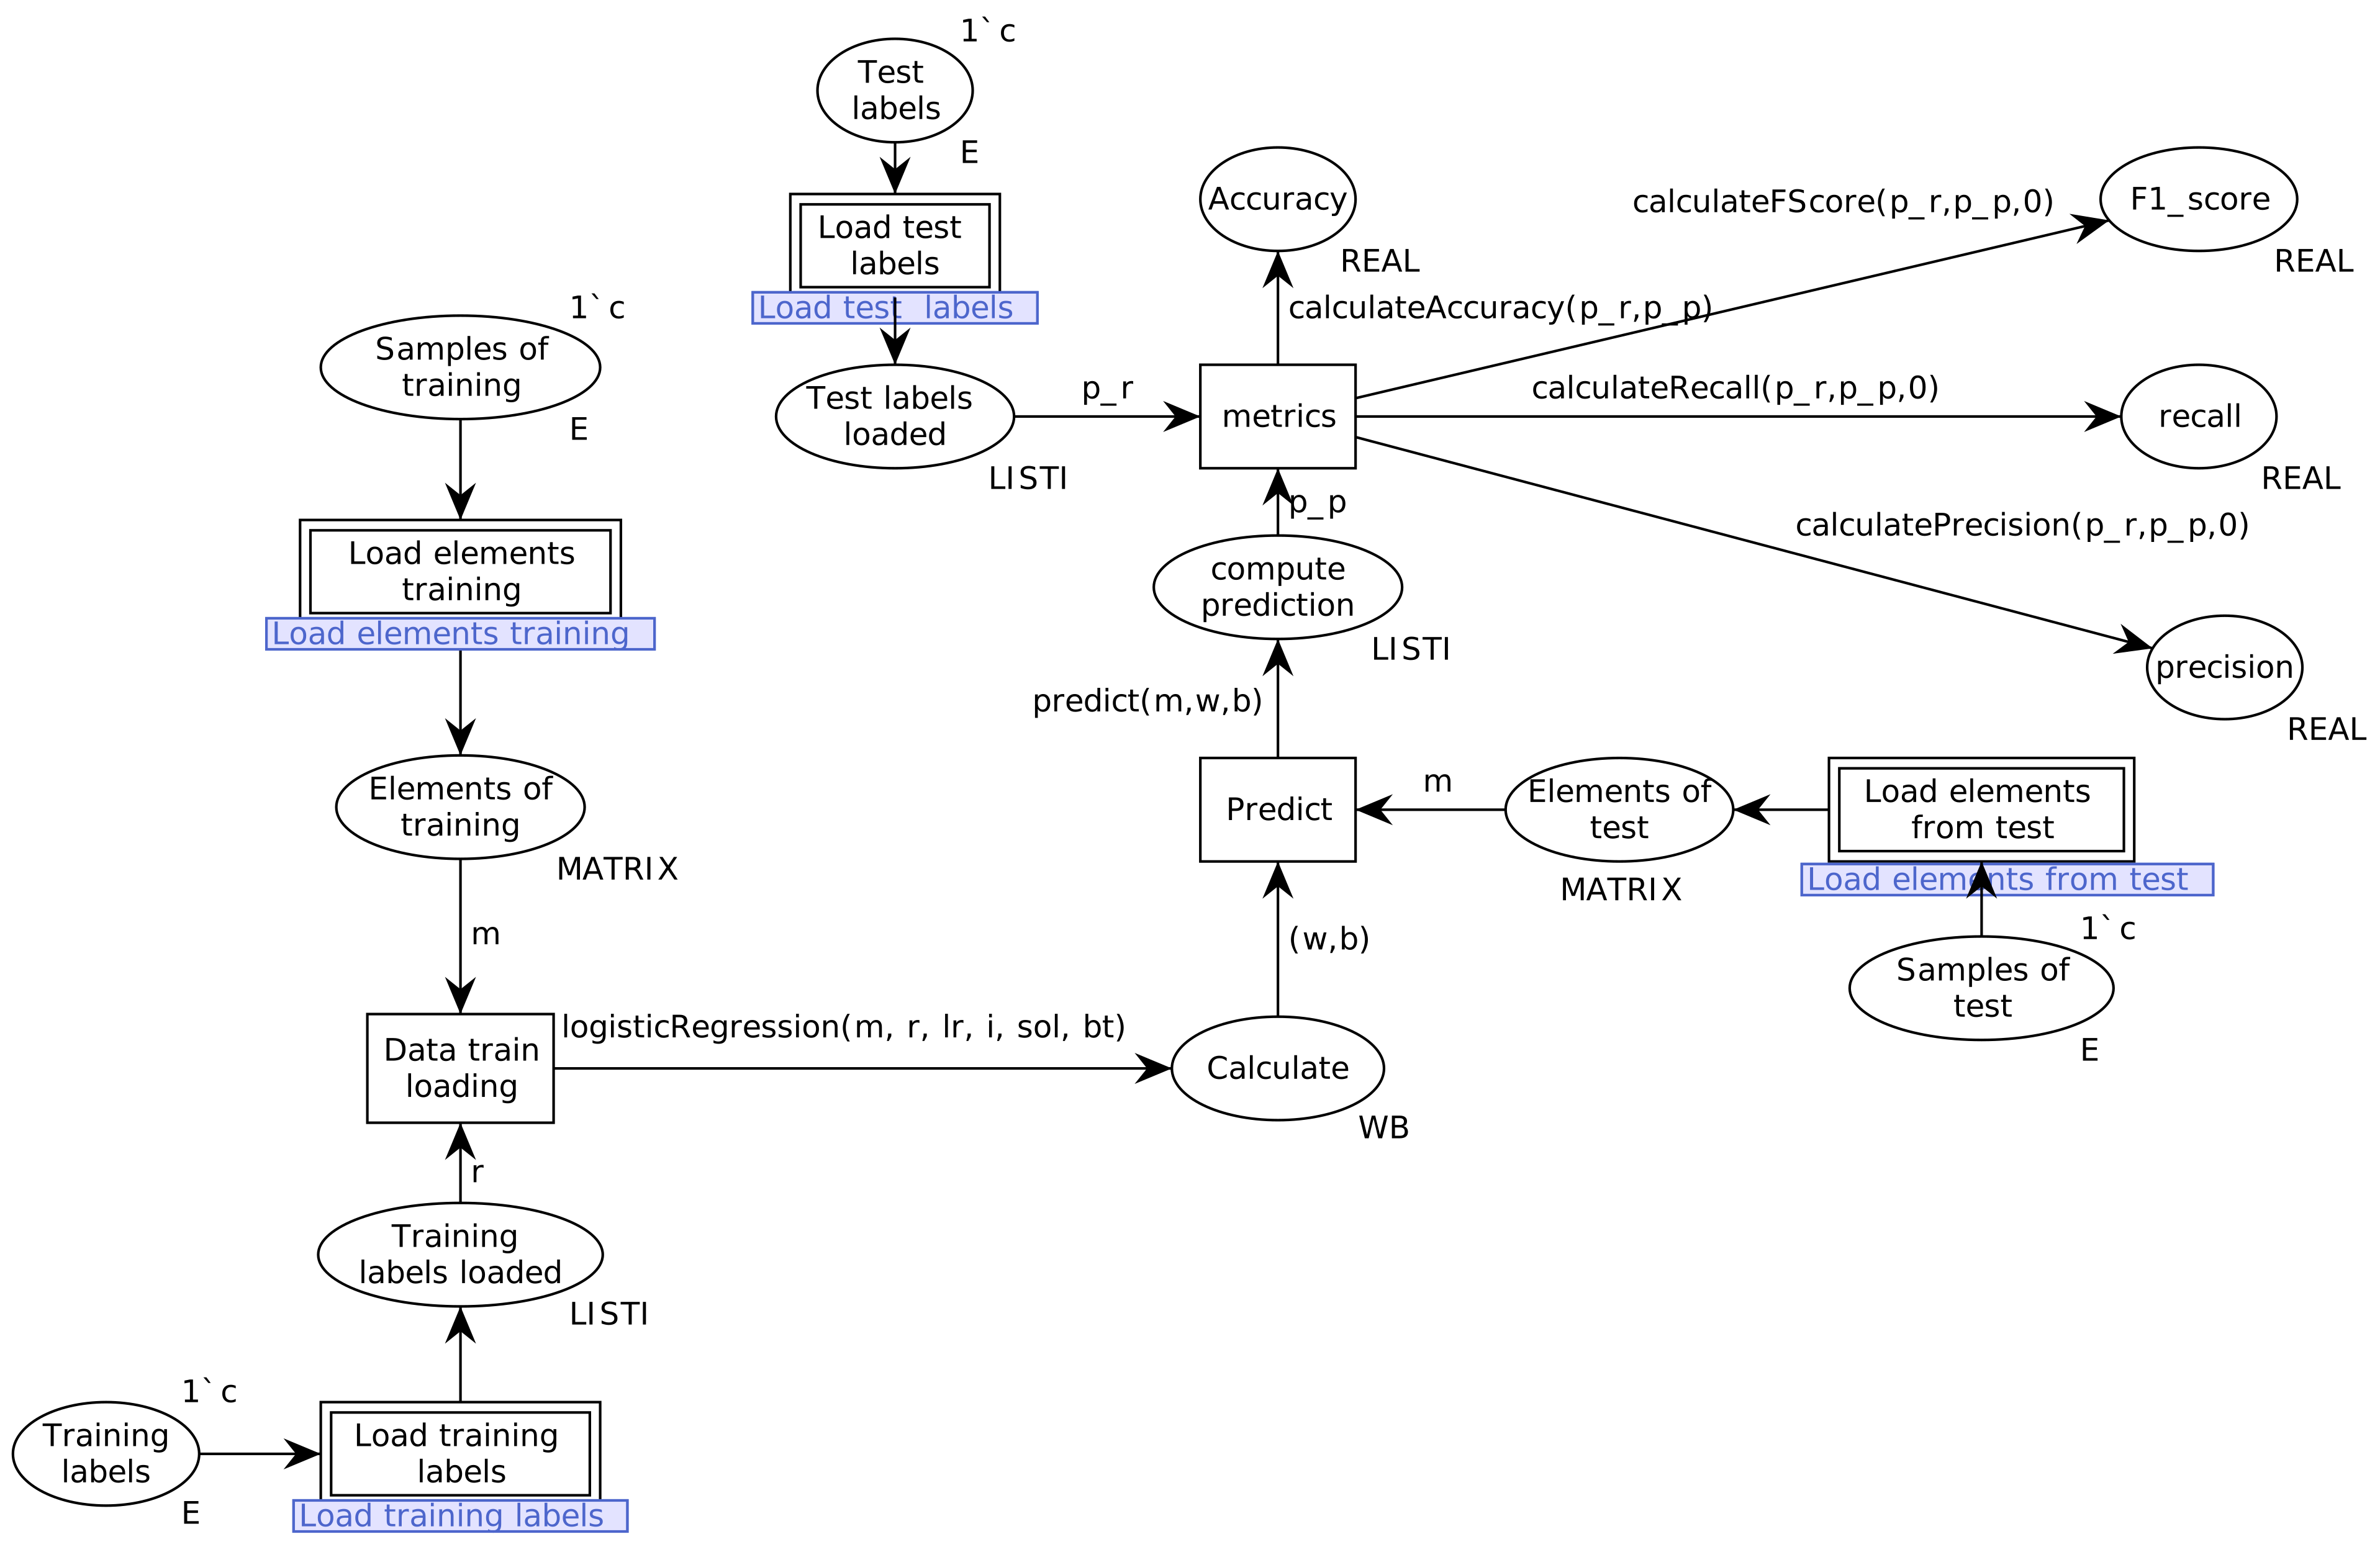 1`c
Test
labels
E
Load test
labels
Load test  labels
Test labels
loaded
LISTI
p_r
Accuracy
REAL
calculateAccuracy(p_r,p_p)
calculateFScore(p_r,p_p,0)
F1_score
REAL
metrics
calculateRecall(p_r,p_p,0)
recall
REAL
calculatePrecision(p_r,p_p,0)
precision
REAL
p_p
compute
prediction
LISTI
predict(m,w,b)
Predict
m
Elements of
test
MATRIX
Load elements
from test
Load elements from test
1`c
Samples of
test
E
(w,b)
Calculate
WB
1`c
Samples of
training
E
Load elements
training
Load elements training
Elements of
training
MATRIX
m
Data train
loading
logisticRegression(m, r, lr, i, sol, bt)
r
Training
labels loaded
LISTI
1`c
Training
labels
E
Load training
labels
Load training labels